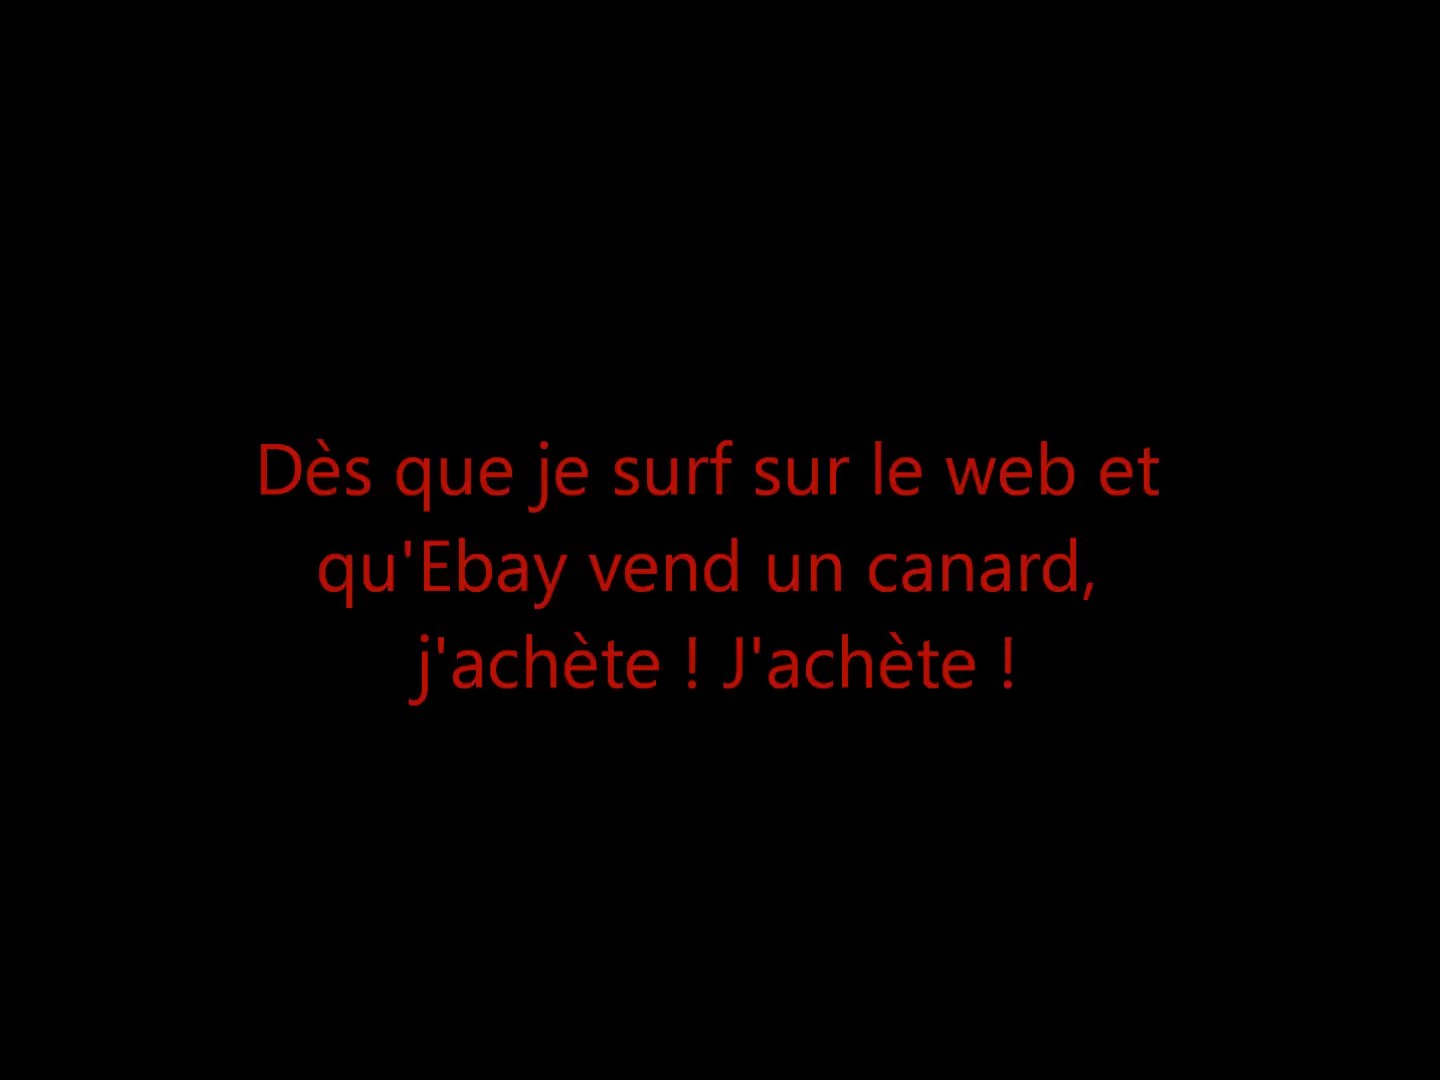 Dès que je surf sur le web et
qu'Ebay vend un canard,
j'achète ! J'achète !